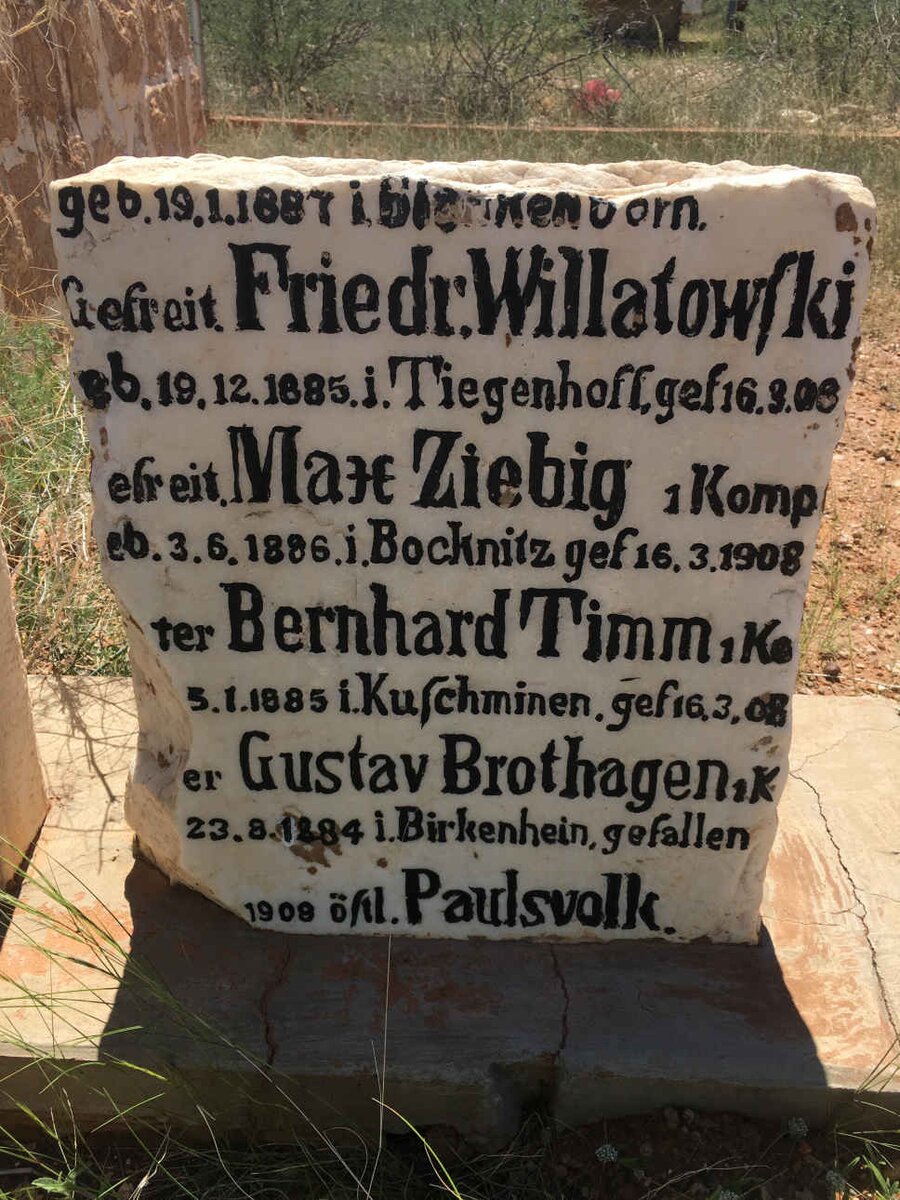 geb. 19.1.1887 i. Blankenborn.
Gefreit. Friedr. Willatowſki
eb. 19.12.1885. i. Tiegenhoff, gef 16.3.08
efreit. Max Ziebig 1 Komp
eb. 3.6.1886. i. Bocknitz gef 16.3.1908
ter Bernhard Timm 1 Ko
5.1.1885 i. Kuſchminen. gef 16.3.08
er Gustav Brothagen 1 K
23.8.1884 i. Birkenhein, gefallen
1908 öſtl. Paulsvolk.